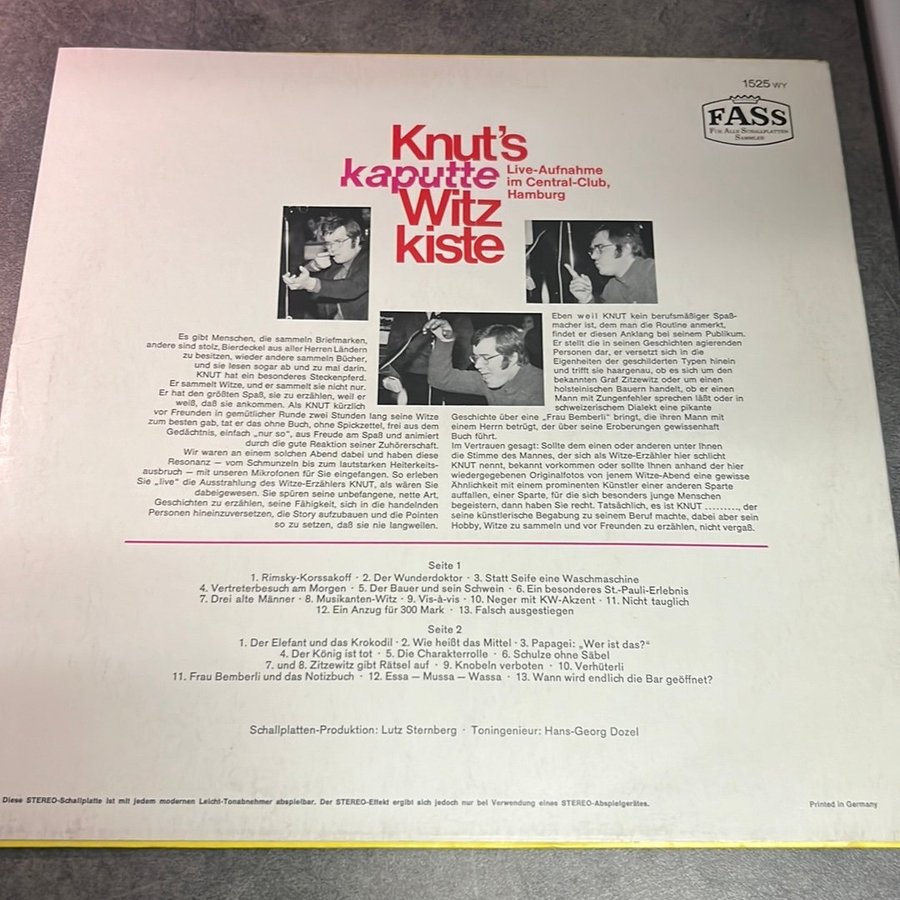 1525 WY
FASS
FÜR ALLE SCHALLPLATTEN
SAMMLER
Knut's
kaputte
Witz
kiste
Live-Aufnahme
im Central-Club,
Hamburg
Es gibt Menschen, die sammeln Briefmarken,
andere sind stolz, Bierdeckel aus aller Herren Ländern
zu besitzen, wieder andere sammeln Bücher,
und sie lesen sogar ab und zu mal darin.
KNUT hat ein besonderes Steckenpferd.
Er sammelt Witze, und er sammelt sie nicht nur.
Er hat den größten Spaß, sie zu erzählen, weil er
weiß, daß sie ankommen. Als KNUT kürzlich
vor Freunden in gemütlicher Runde zwei Stunden lang seine Witze
zum besten gab, tat er das ohne Buch, ohne Spickzettel, frei aus dem
Gedächtnis, einfach „nur so", aus Freude am Spaß und animiert
durch die gute Reaktion seiner Zuhörerschaft.
Wir waren an einem solchen Abend dabei und haben diese
Resonanz — vom Schmunzeln bis zum lautstarken Heiterkeits-
ausbruch — mit unseren Mikrofonen für Sie eingefangen. So erleben
Sie „live" die Ausstrahlung des Witze-Erzählers KNUT, als wären Sie
dabeigewesen. Sie spüren seine unbefangene, nette Art,
Geschichten zu erzählen, seine Fähigkeit, sich in die handelnden
Personen hineinzuversetzen, die Story aufzubauen und die Pointen
so zu setzen, daß sie nie langweilen.
Eben weil KNUT kein berufsmäßiger Spaß-
macher ist, dem man die Routine anmerkt,
findet er diesen Anklang bei seinem Publikum.
Er stellt die in seinen Geschichten agierenden
Personen dar, er versetzt sich in die
Eigenheiten der geschilderten Typen hinein
und trifft sie haargenau, ob es sich um den
bekannten Graf Zitzewitz oder um einen
holsteinischen Bauern handelt, ob er einen
Mann mit Zungenfehler sprechen läßt oder in
schweizerischem Dialekt eine pikante
Geschichte über eine „Frau Bemberli" bringt, die ihren Mann mit
einem Herrn betrügt, der über seine Eroberungen gewissenhaft
Buch führt.
Im Vertrauen gesagt: Sollte dem einen oder anderen unter Ihnen
die Stimme des Mannes, der sich als Witze-Erzähler hier schlicht
KNUT nennt, bekannt vorkommen oder sollte Ihnen anhand der hier
wiedergegebenen Originalfotos von jenem Witze-Abend eine gewisse
Ähnlichkeit mit einem prominenten Künstler einer anderen Sparte
auffallen, einer Sparte, für die sich besonders junge Menschen
begeistern, dann haben Sie recht. Tatsächlich, es ist KNUT ........., der
seine künstlerische Begabung zu seinem Beruf machte, dabei aber sein
Hobby, Witze zu sammeln und vor Freunden zu erzählen, nicht vergaß.
Seite 1
1. Rimsky-Korssakoff · 2. Der Wunderdoktor · 3. Statt Seife eine Waschmaschine
4. Vertreterbesuch am Morgen · 5. Der Bauer und sein Schwein · 6. Ein besonderes St.-Pauli-Erlebnis
7. Drei alte Männer · 8. Musikanten-Witz · 9. Vis-à-vis · 10. Neger mit KW-Akzent · 11. Nicht tauglich
12. Ein Anzug für 300 Mark · 13. Falsch ausgestiegen
Seite 2
1. Der Elefant und das Krokodil · 2. Wie heißt das Mittel · 3. Papagei: „Wer ist das?"
4. Der König ist tot · 5. Die Charakterrolle · 6. Schulze ohne Säbel
7. und 8. Zitzewitz gibt Rätsel auf · 9. Knobeln verboten · 10. Verhüterli
11. Frau Bemberli und das Notizbuch · 12. Essa — Mussa — Wassa · 13. Wann wird endlich die Bar geöffnet?
Schallplatten-Produktion: Lutz Sternberg · Toningenieur: Hans-Georg Dozel
Diese STEREO-Schallplatte ist mit jedem modernen Leicht-Tonabnehmer abspielbar. Der STEREO-Effekt ergibt sich jedoch nur bei Verwendung eines STEREO-Abspielgerätes.
Printed in Germany